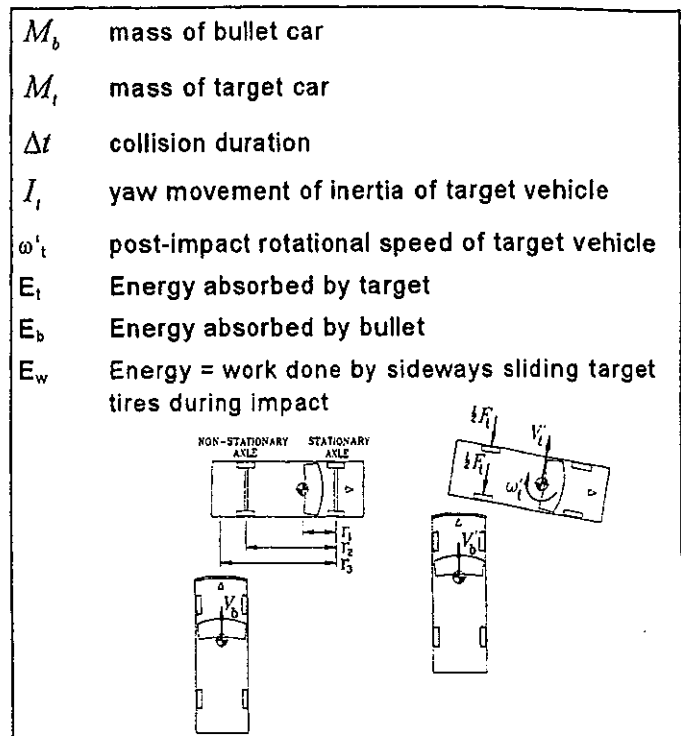 M_b mass of bullet car
M_t mass of target car
Δt collision duration
I_t yaw movement of inertia of target vehicle
ω'_t post-impact rotational speed of target vehicle
E_t Energy absorbed by target
E_b Energy absorbed by bullet
E_w Energy = work done by sideways sliding target
tires during impact
NON-STATIONARY AXLE
STATIONARY AXLE
r_1
r_2
r_3
V_b
½F_t
½F_t
V'_t
ω'_t
V'_b